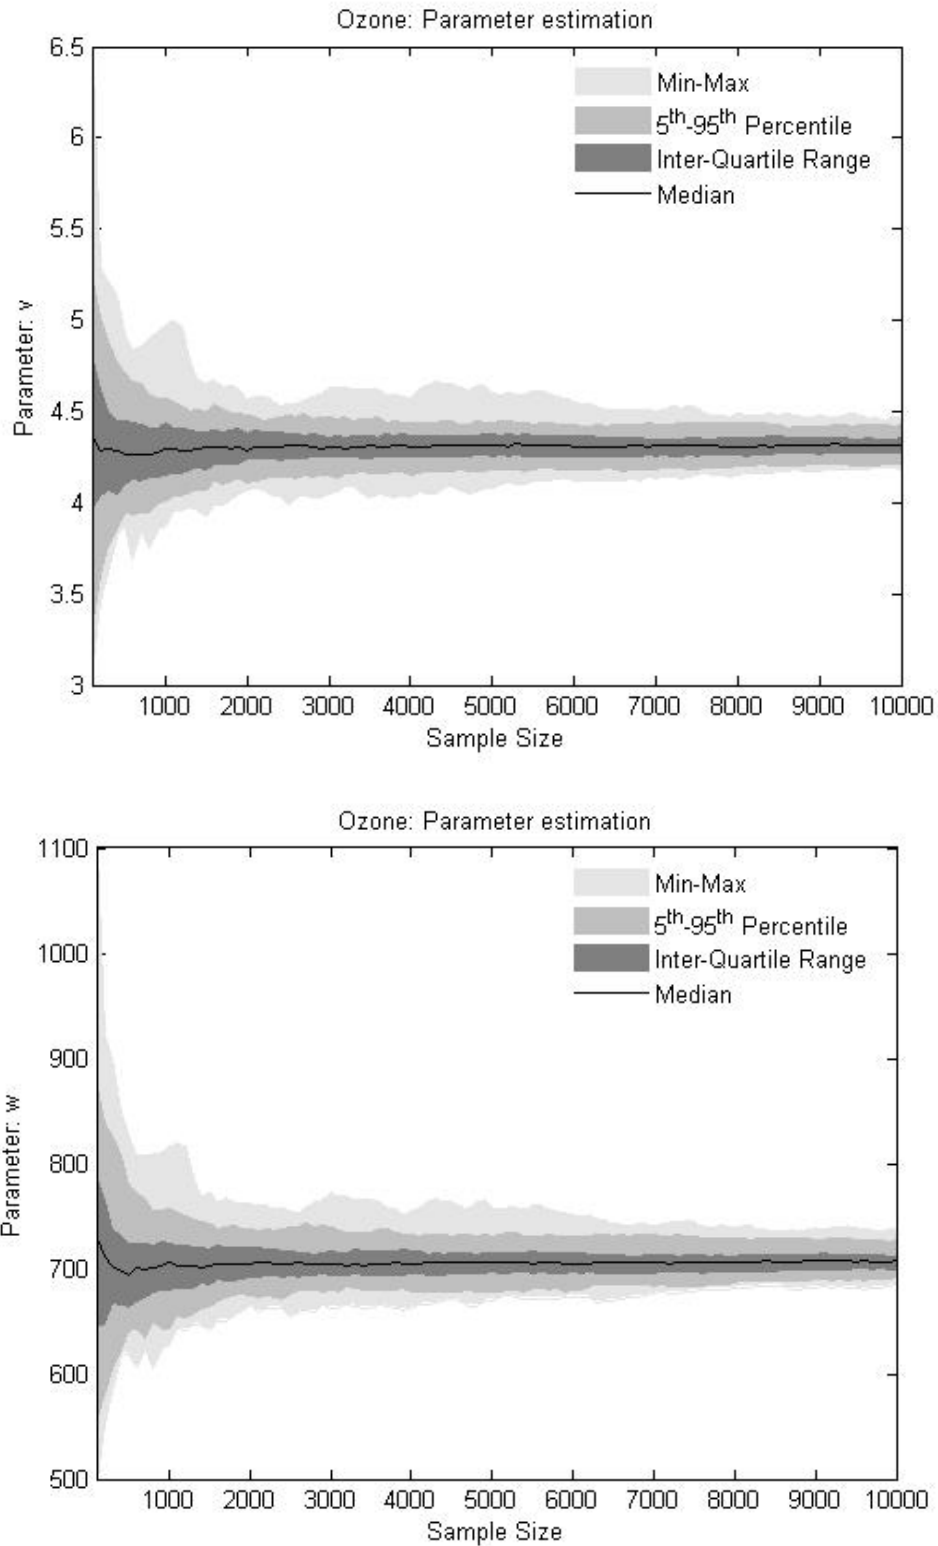 Ozone: Parameter estimation
6.5
6
5.5
5
4.5
4
3.5
3
Parameter: v
Min-Max
5th-95th Percentile
Inter-Quartile Range
Median
1000 2000 3000 4000 5000 6000 7000 8000 9000 10000
Sample Size
Ozone: Parameter estimation
1100
1000
900
800
700
600
500
Parameter: w
Min-Max
5th-95th Percentile
Inter-Quartile Range
Median
1000 2000 3000 4000 5000 6000 7000 8000 9000 10000
Sample Size